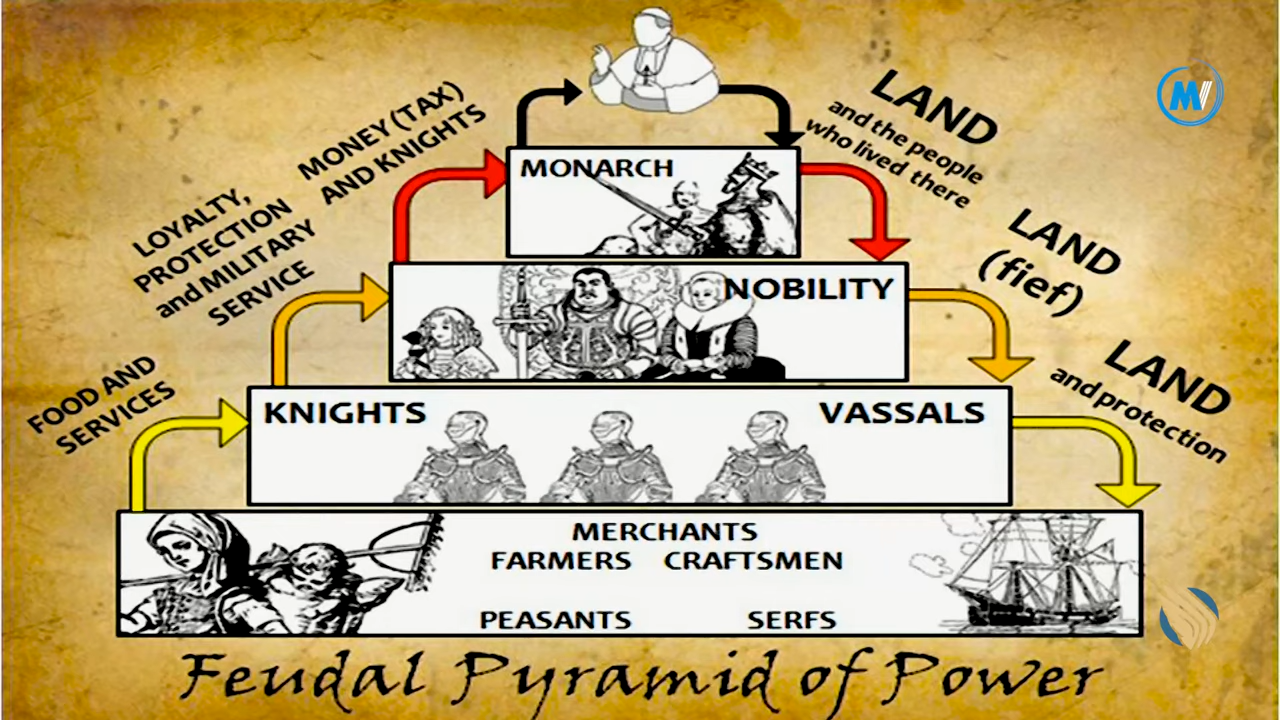 MONEY (TAX)
AND KNIGHTS
LOYALTY,
PROTECTION
and MILITARY
SERVICE
FOOD AND
SERVICES
LAND
and the people
who lived there
LAND
(fief)
LAND
and protection
MONARCH
NOBILITY
KNIGHTS VASSALS
MERCHANTS
FARMERS CRAFTSMEN
PEASANTS SERFS
Feudal Pyramid of Power